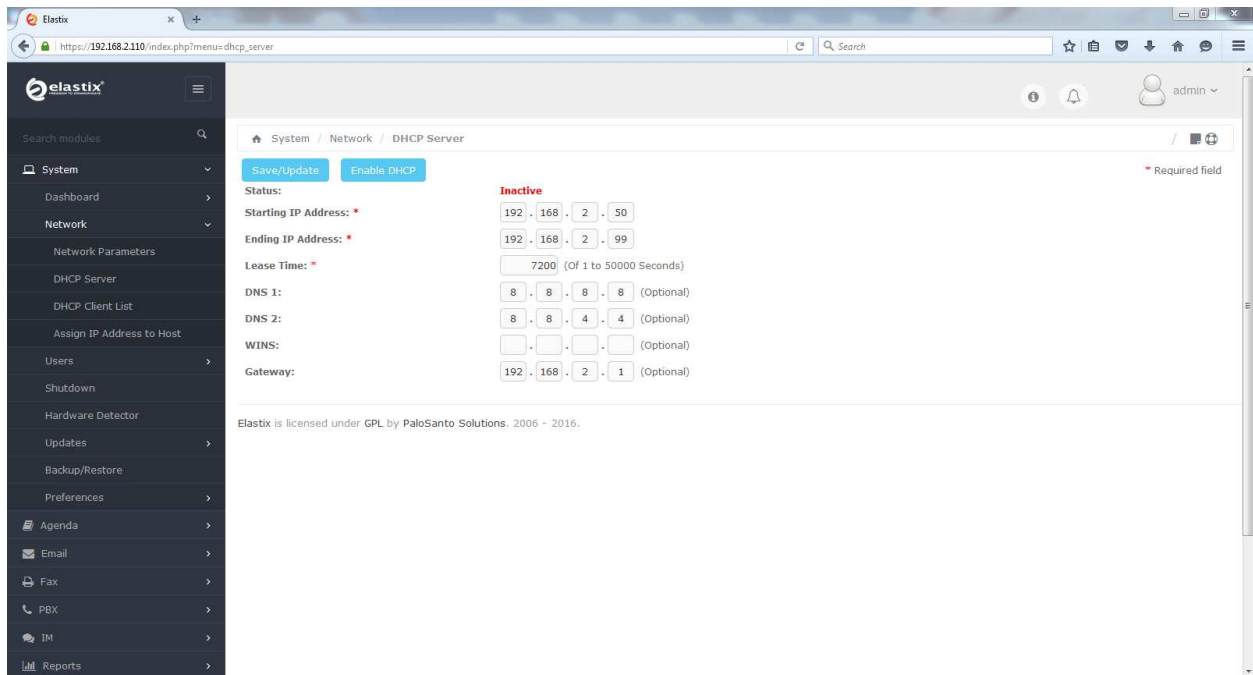 Elastix
https://192.168.2.110/index.php?menu=dhcp_server
Search
elastix®
admin
Search modules
System / Network / DHCP Server
/
System
Save/Update
Enable DHCP
* Required field
Dashboard
Status:
Inactive
Network
Starting IP Address: *
192 . 168 . 2 . 50
Network Parameters
Ending IP Address: *
192 . 168 . 2 . 99
DHCP Server
Lease Time: *
7200 (Of 1 to 50000 Seconds)
DHCP Client List
DNS 1:
8 . 8 . 8 . 8 (Optional)
Assign IP Address to Host
DNS 2:
8 . 8 . 4 . 4 (Optional)
Users
WINS:
. . . (Optional)
Shutdown
Gateway:
192 . 168 . 2 . 1 (Optional)
Hardware Detector
Elastix is licensed under GPL by PaloSanto Solutions. 2006 - 2016.
Updates
Backup/Restore
Preferences
Agenda
Email
Fax
PBX
IM
Reports